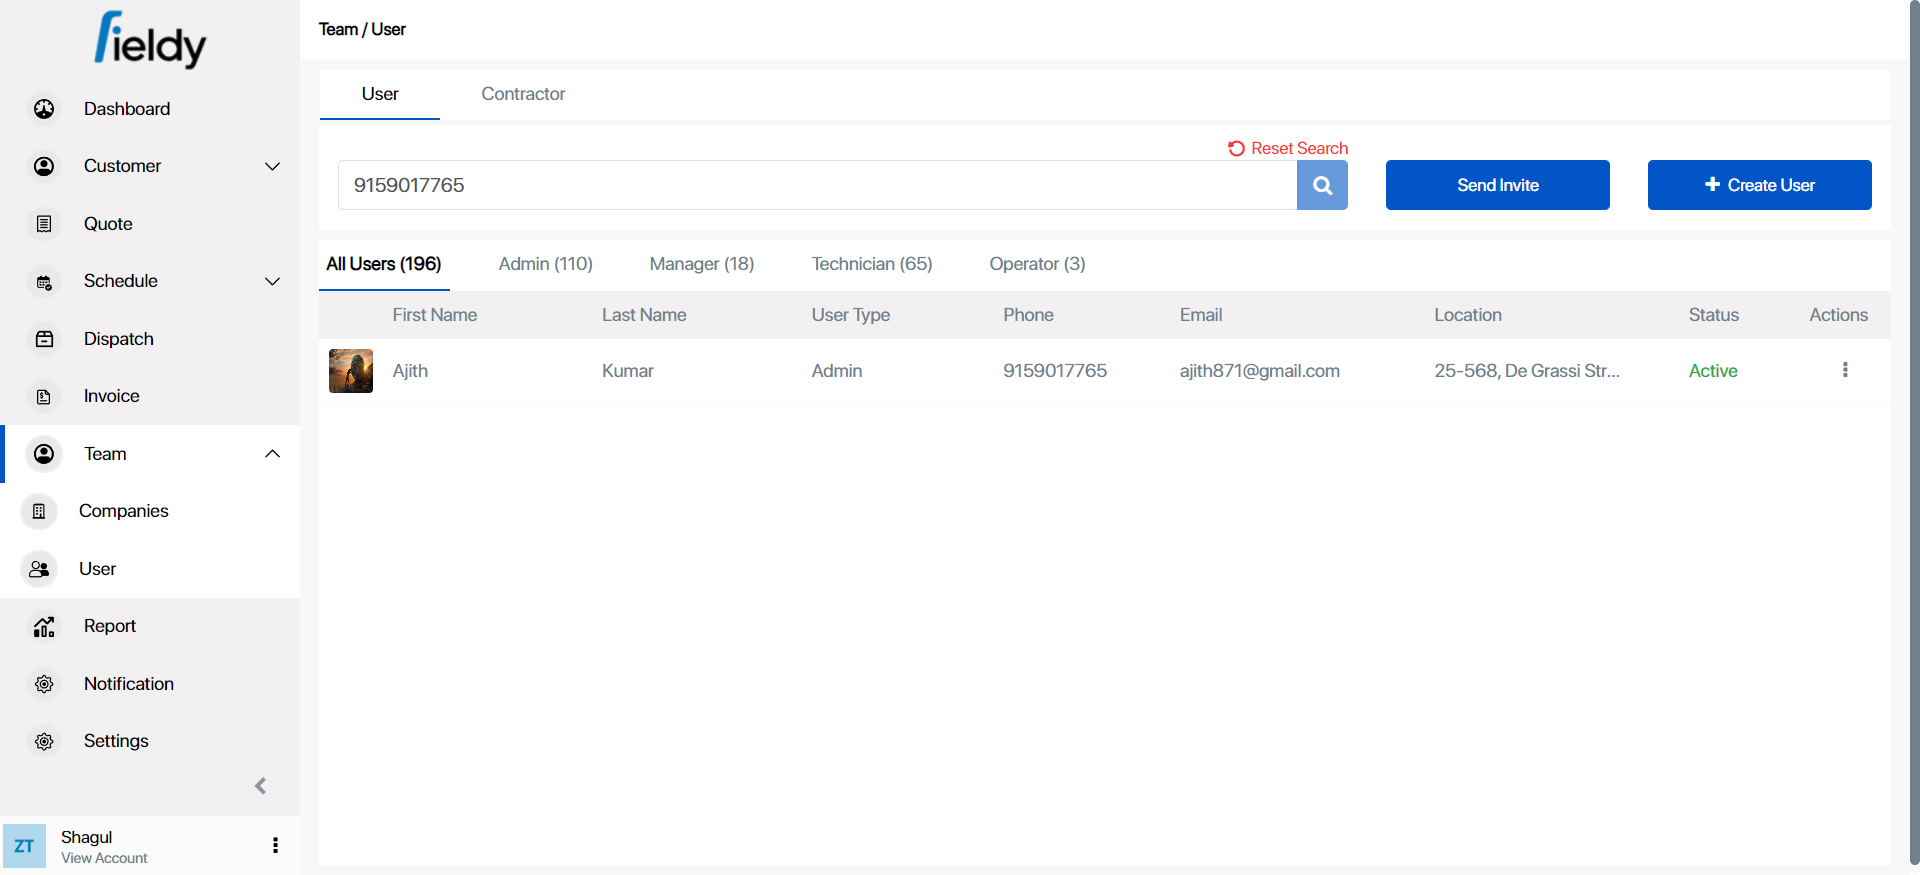 fieldy
Dashboard
Customer
Quote
Schedule
Dispatch
Invoice
Team
Companies
User
Report
Notification
Settings
ZT
Shagul
View Account
Team / User
User Contractor
Reset Search
9159017765
Send Invite
Create User
All Users (196) Admin (110) Manager (18) Technician (65) Operator (3)
First Name Last Name User Type Phone Email Location Status Actions
Ajith Kumar Admin 9159017765 ajith871@gmail.com 25-568, De Grassi Str... Active